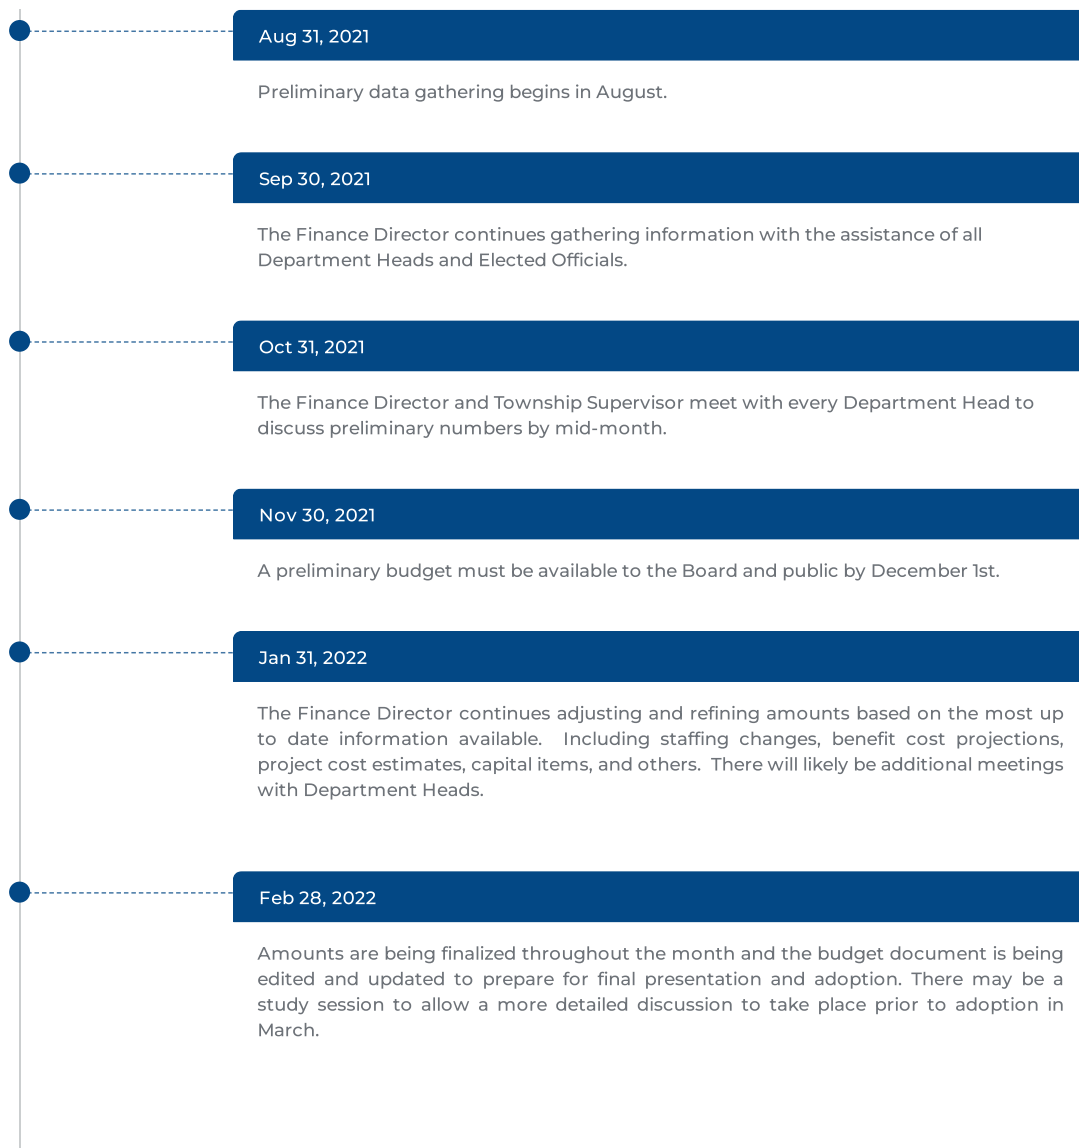 Aug 31, 2021
Preliminary data gathering begins in August.
Sep 30, 2021
The Finance Director continues gathering information with the assistance of all
Department Heads and Elected Officials.
Oct 31, 2021
The Finance Director and Township Supervisor meet with every Department Head to
discuss preliminary numbers by mid-month.
Nov 30, 2021
A preliminary budget must be available to the Board and public by December 1st.
Jan 31, 2022
The Finance Director continues adjusting and refining amounts based on the most up
to date information available.  Including staffing changes, benefit cost projections,
project cost estimates, capital items, and others.  There will likely be additional meetings
with Department Heads.
Feb 28, 2022
Amounts are being finalized throughout the month and the budget document is being
edited and updated to prepare for final presentation and adoption. There may be a
study session to allow a more detailed discussion to take place prior to adoption in
March.